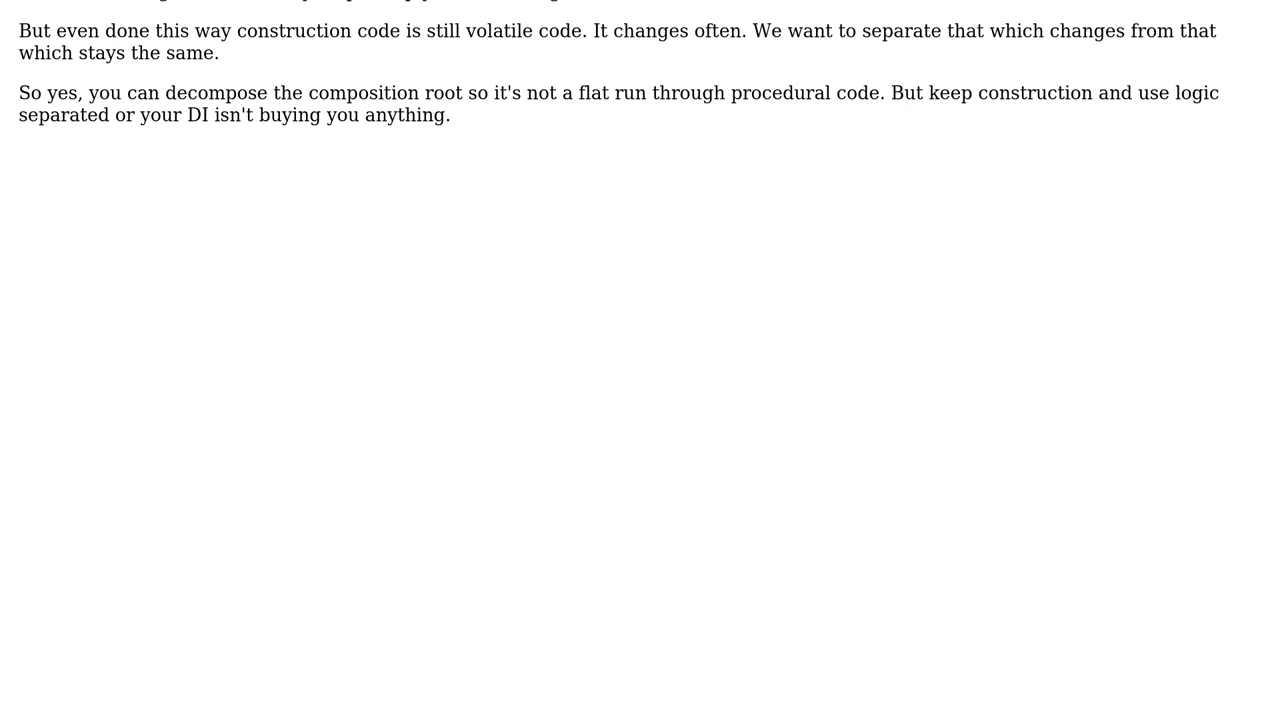 But even done this way construction code is still volatile code. It changes often. We want to separate that which changes from that
which stays the same.
So yes, you can decompose the composition root so it's not a flat run through procedural code. But keep construction and use logic
separated or your DI isn't buying you anything.